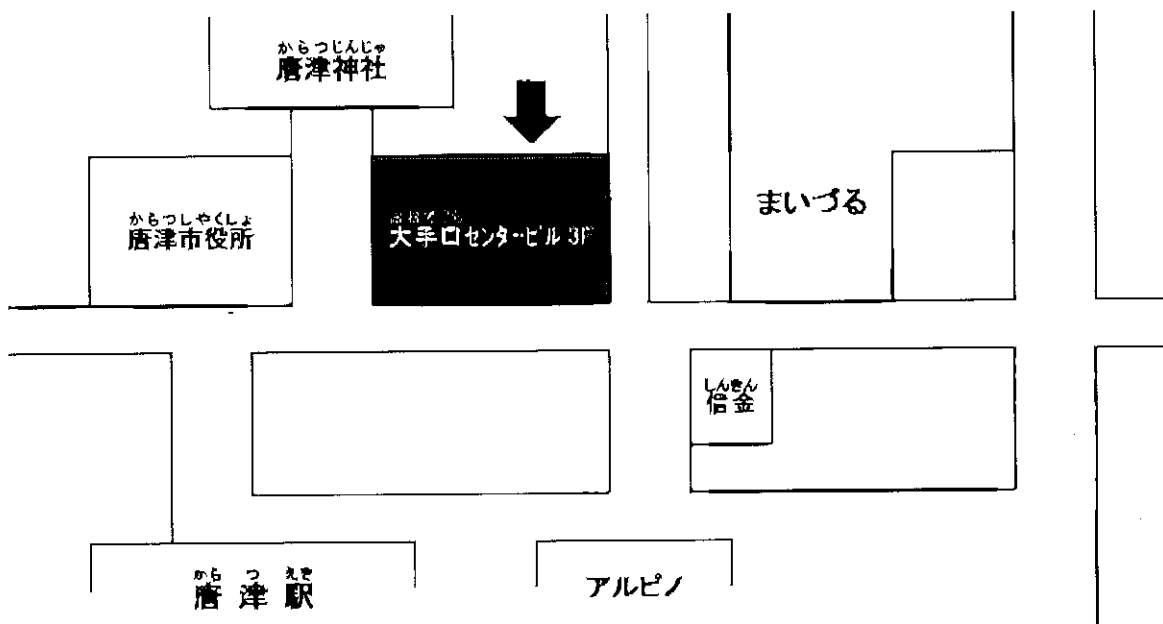 からつじんじゃ
唐津神社
からつしやくしょ
唐津市役所
大手口センタービル 3F
まいづる
しんきん
信金
からつえき
唐津駅
アルピノ